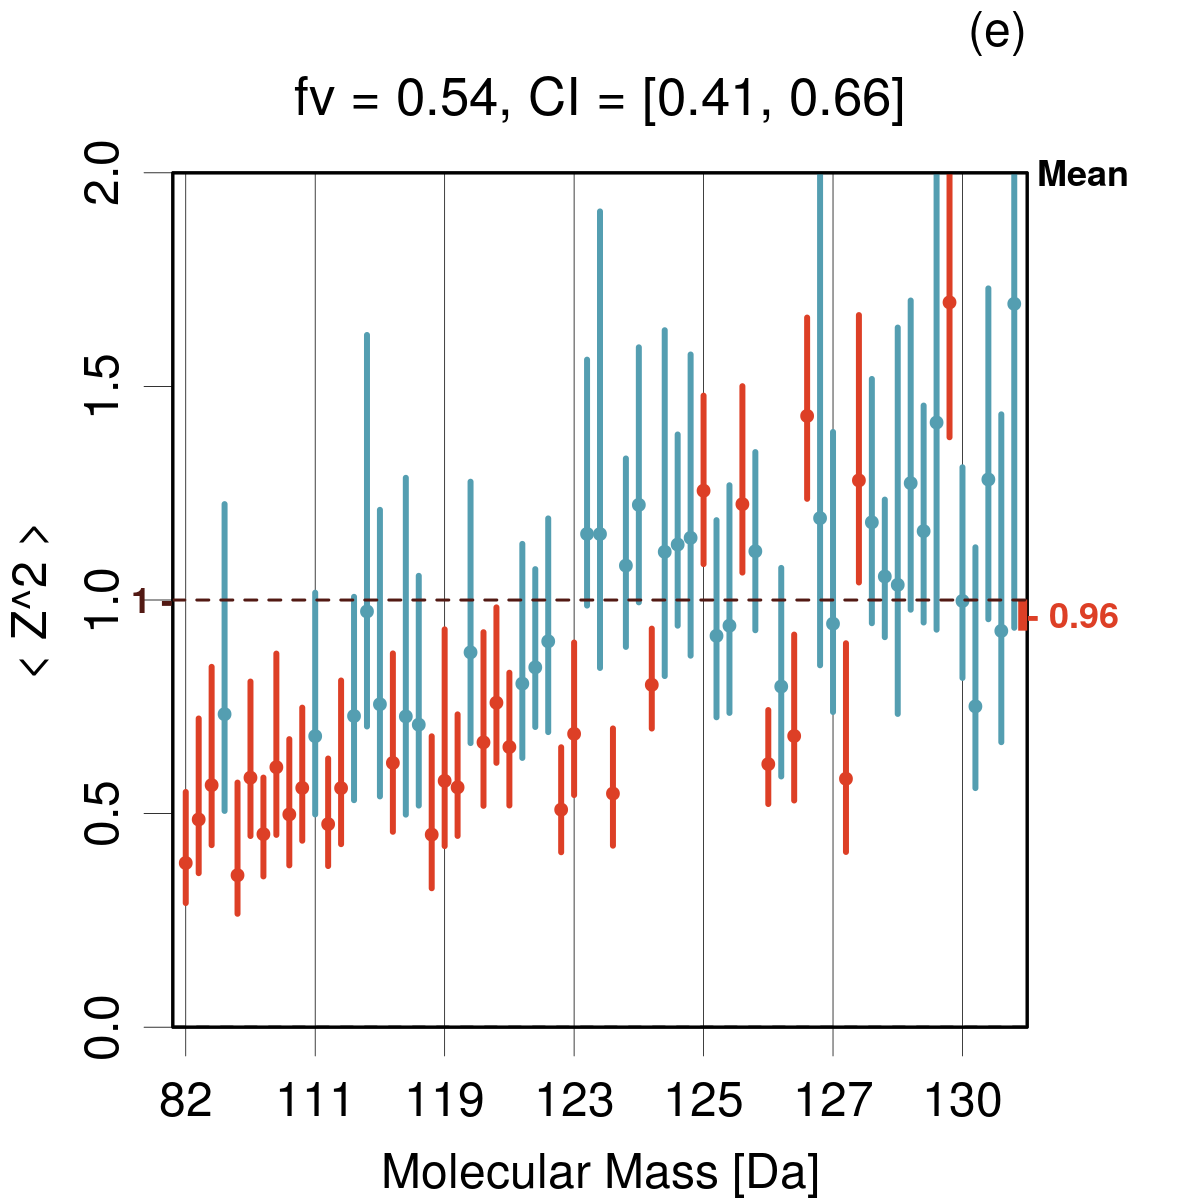 (e)
fv = 0.54, CI = [0.41, 0.66]
Mean
2.0
1.5
1.0
1
0.96
0.5
0.0
< Z^2 >
82 111 119 123 125 127 130
Molecular Mass [Da]